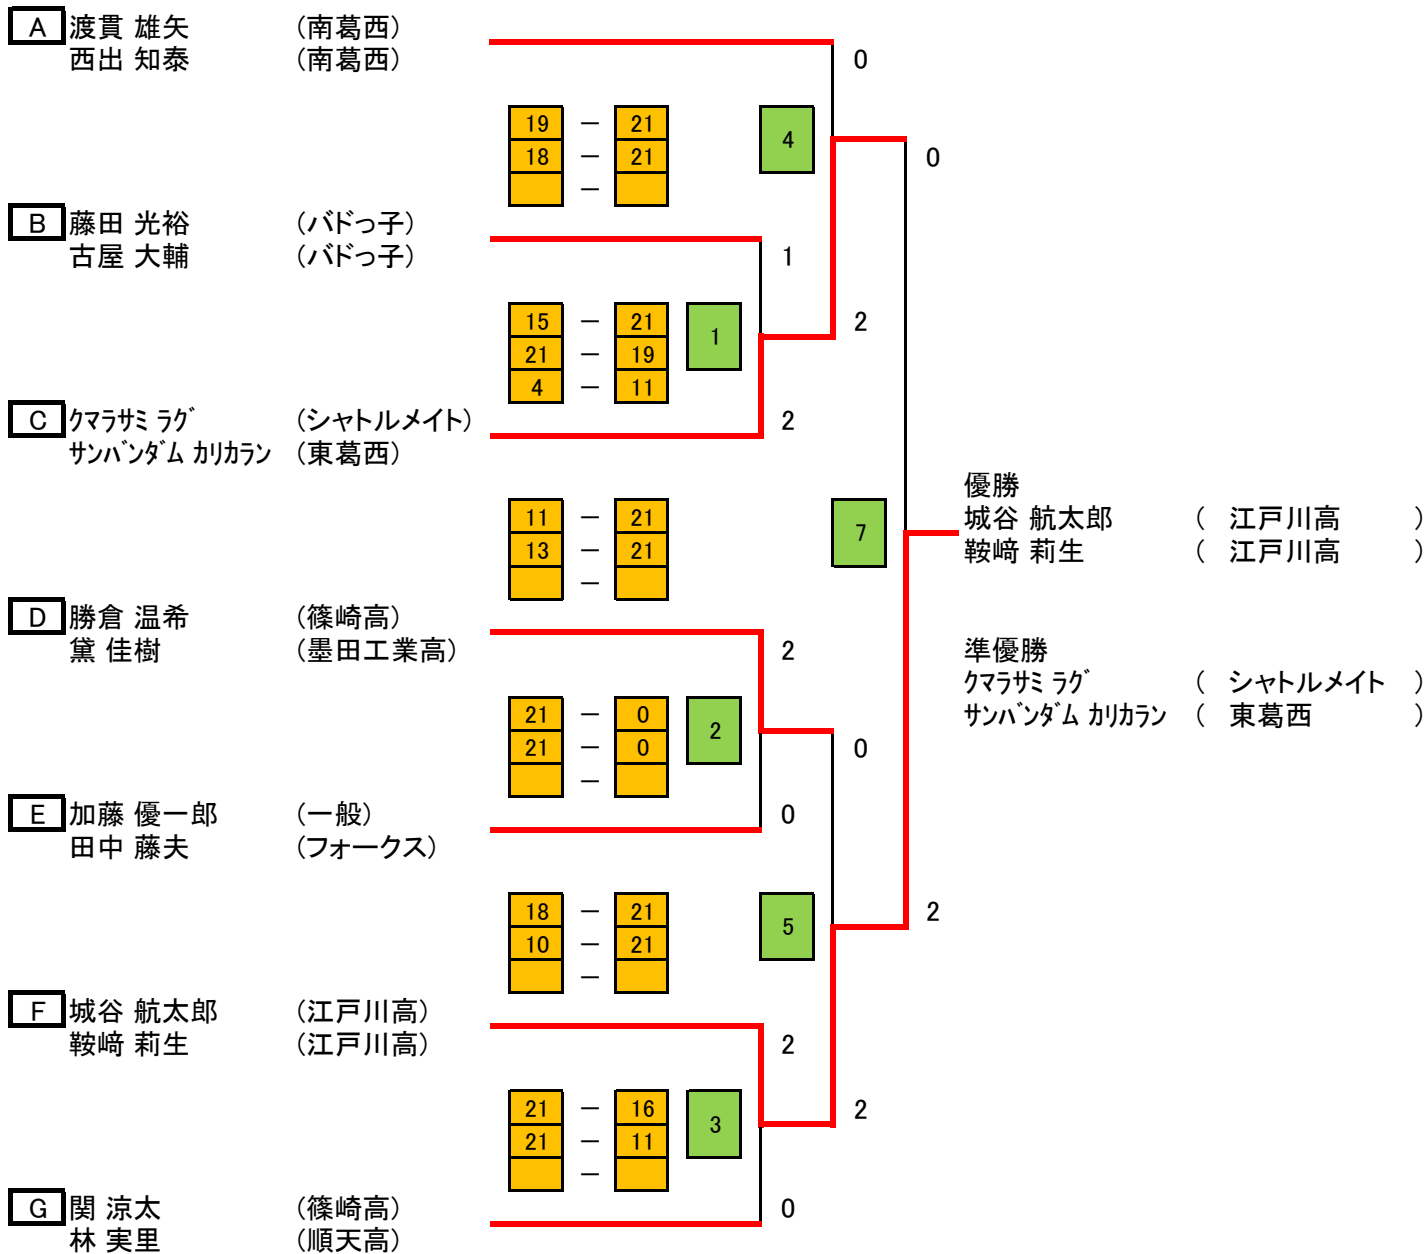 A 渡貫 雄矢 (南葛西)
西出 知泰 (南葛西)
0
19 － 21 4
18 － 21 0
－
B 藤田 光裕 (バドっ子)
古屋 大輔 (バドっ子) 1
15 － 21 1 2
21 － 19
4 － 11
C クマラサミ ラグ (シャトルメイト) 2
サンバンダム カリカラン (東葛西)
優勝
11 － 21 7 城谷 航太郎 ( 江戸川高 )
13 － 21 鞍﨑 莉生 ( 江戸川高 )
－
D 勝倉 温希 (篠崎高)
黛 佳樹 (墨田工業高) 2 準優勝
クマラサミ ラグ ( シャトルメイト )
21 － 0 2 サンバンダム カリカラン ( 東葛西 )
21 － 0 0
－
E 加藤 優一郎 (一般) 0
田中 藤夫 (フォークス)
18 － 21 5 2
10 － 21
－
F 城谷 航太郎 (江戸川高)
鞍﨑 莉生 (江戸川高) 2
21 － 16 3 2
21 － 11
－
G 関 涼太 (篠崎高) 0
林 実里 (順天高)